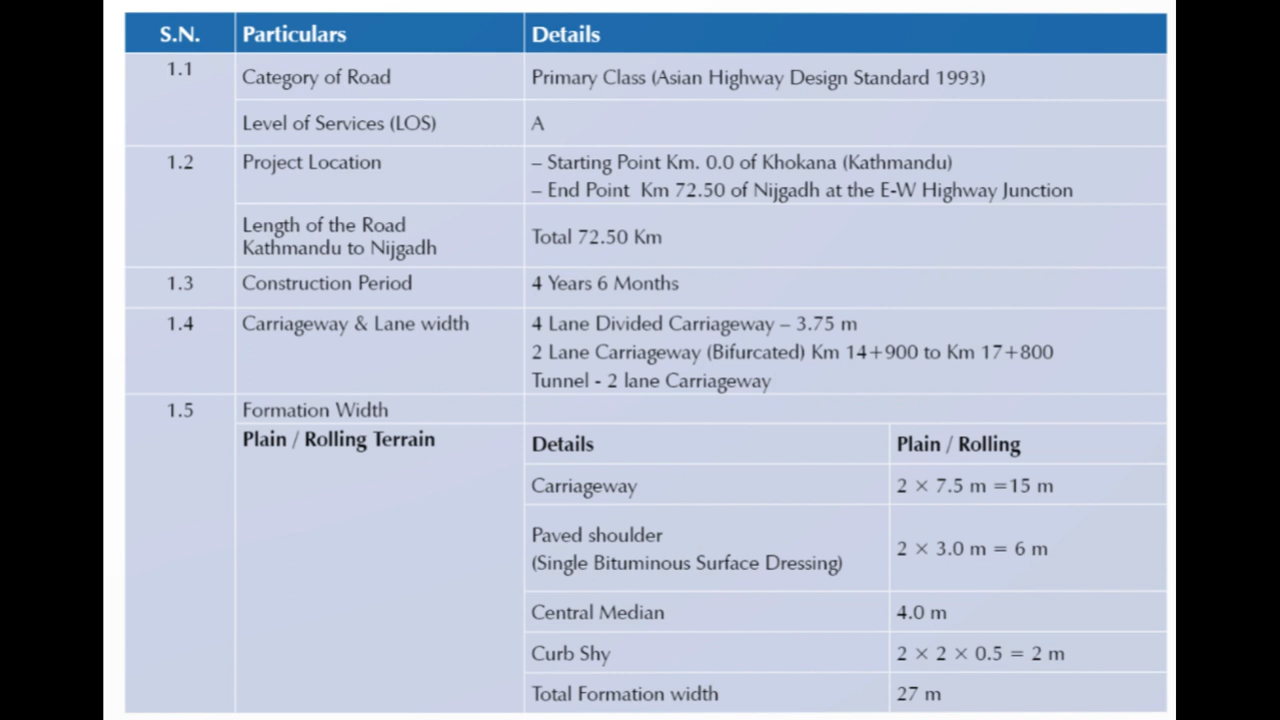 S.N. Particulars Details
1.1 Category of Road Primary Class (Asian Highway Design Standard 1993)
Level of Services (LOS) A
1.2 Project Location – Starting Point Km. 0.0 of Khokana (Kathmandu)
– End Point Km 72.50 of Nijgadh at the E-W Highway Junction
Length of the Road
Kathmandu to Nijgadh
Total 72.50 Km
1.3 Construction Period 4 Years 6 Months
1.4 Carriageway & Lane width 4 Lane Divided Carriageway – 3.75 m
2 Lane Carriageway (Bifurcated) Km 14+900 to Km 17+800
Tunnel - 2 lane Carriageway
1.5 Formation Width
Plain / Rolling Terrain Details Plain / Rolling
Carriageway 2 × 7.5 m =15 m
Paved shoulder
(Single Bituminous Surface Dressing)
2 × 3.0 m = 6 m
Central Median 4.0 m
Curb Shy 2 × 2 × 0.5 = 2 m
Total Formation width 27 m